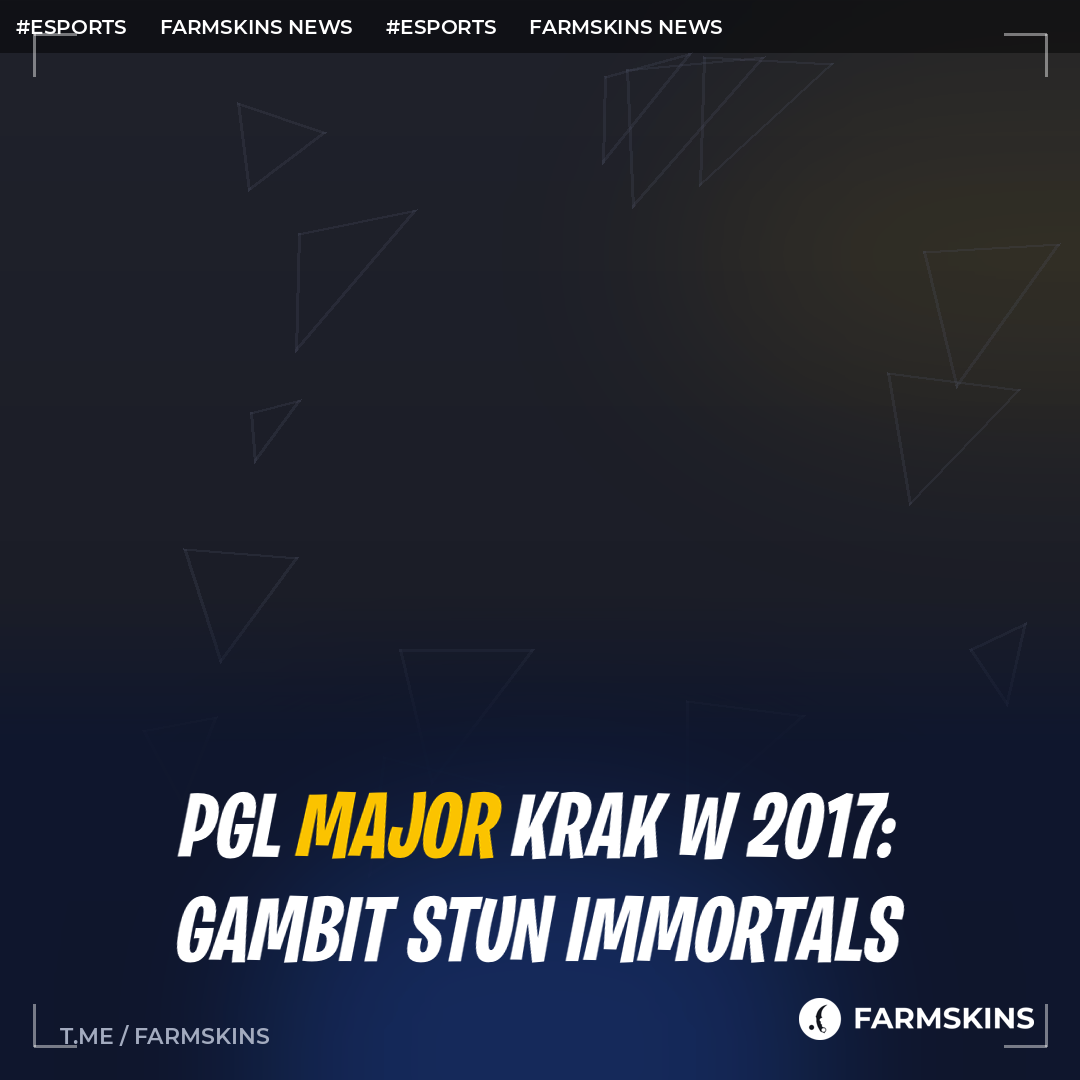 #ESPORTS FARMSKINS NEWS #ESPORTS FARMSKINS NEWS
PGL MAJOR KRAK W 2017:
GAMBIT STUN IMMORTALS
T.ME / FARMSKINS
FARMSKINS